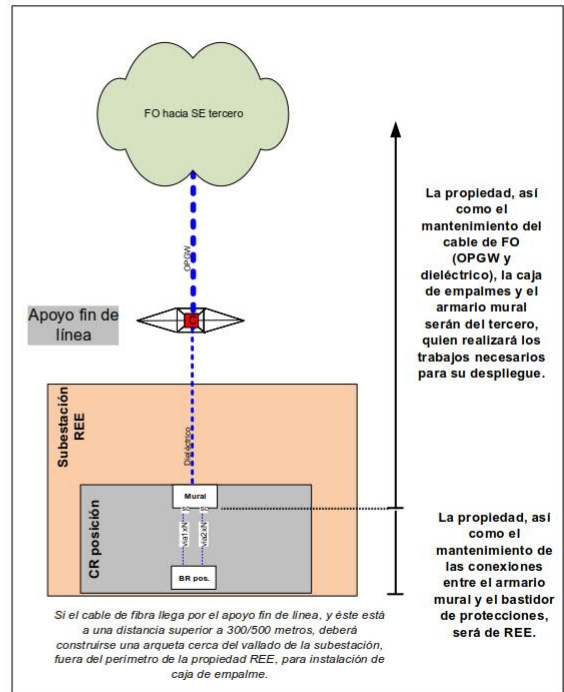 FO hacia SE tercero
OPGW
Apoyo fin de
línea
Dieléctrico
Subestación
REE
CR posición
Mural
SC
SC
vía1xN
vía2xN
BR pos.
La propiedad, así
como el
mantenimiento del
cable de FO
(OPGW y
dieléctrico), la caja
de empalmes y el
armario mural
serán del tercero,
quien realizará los
trabajos necesarios
para su despliegue.
La propiedad, así
como el
mantenimiento de
las conexiones
entre el armario
mural y el bastidor
de protecciones,
será de REE.
Si el cable de fibra llega por el apoyo fin de linea, y éste está
a una distancia superior a 300/500 metros, deberá
construirse una arqueta cerca del vallado de la subestación,
fuera del perímetro de la propiedad REE, para instalación de
caja de empalme.